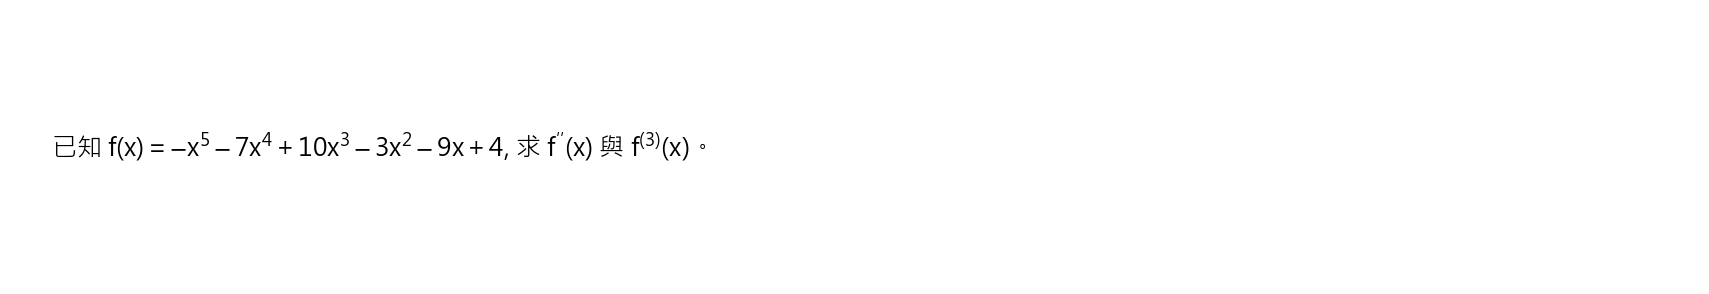 已知 f(x) = –x⁵ – 7x⁴ + 10x³ – 3x² – 9x + 4, 求 f′′(x) 與 f⁽³⁾(x)。